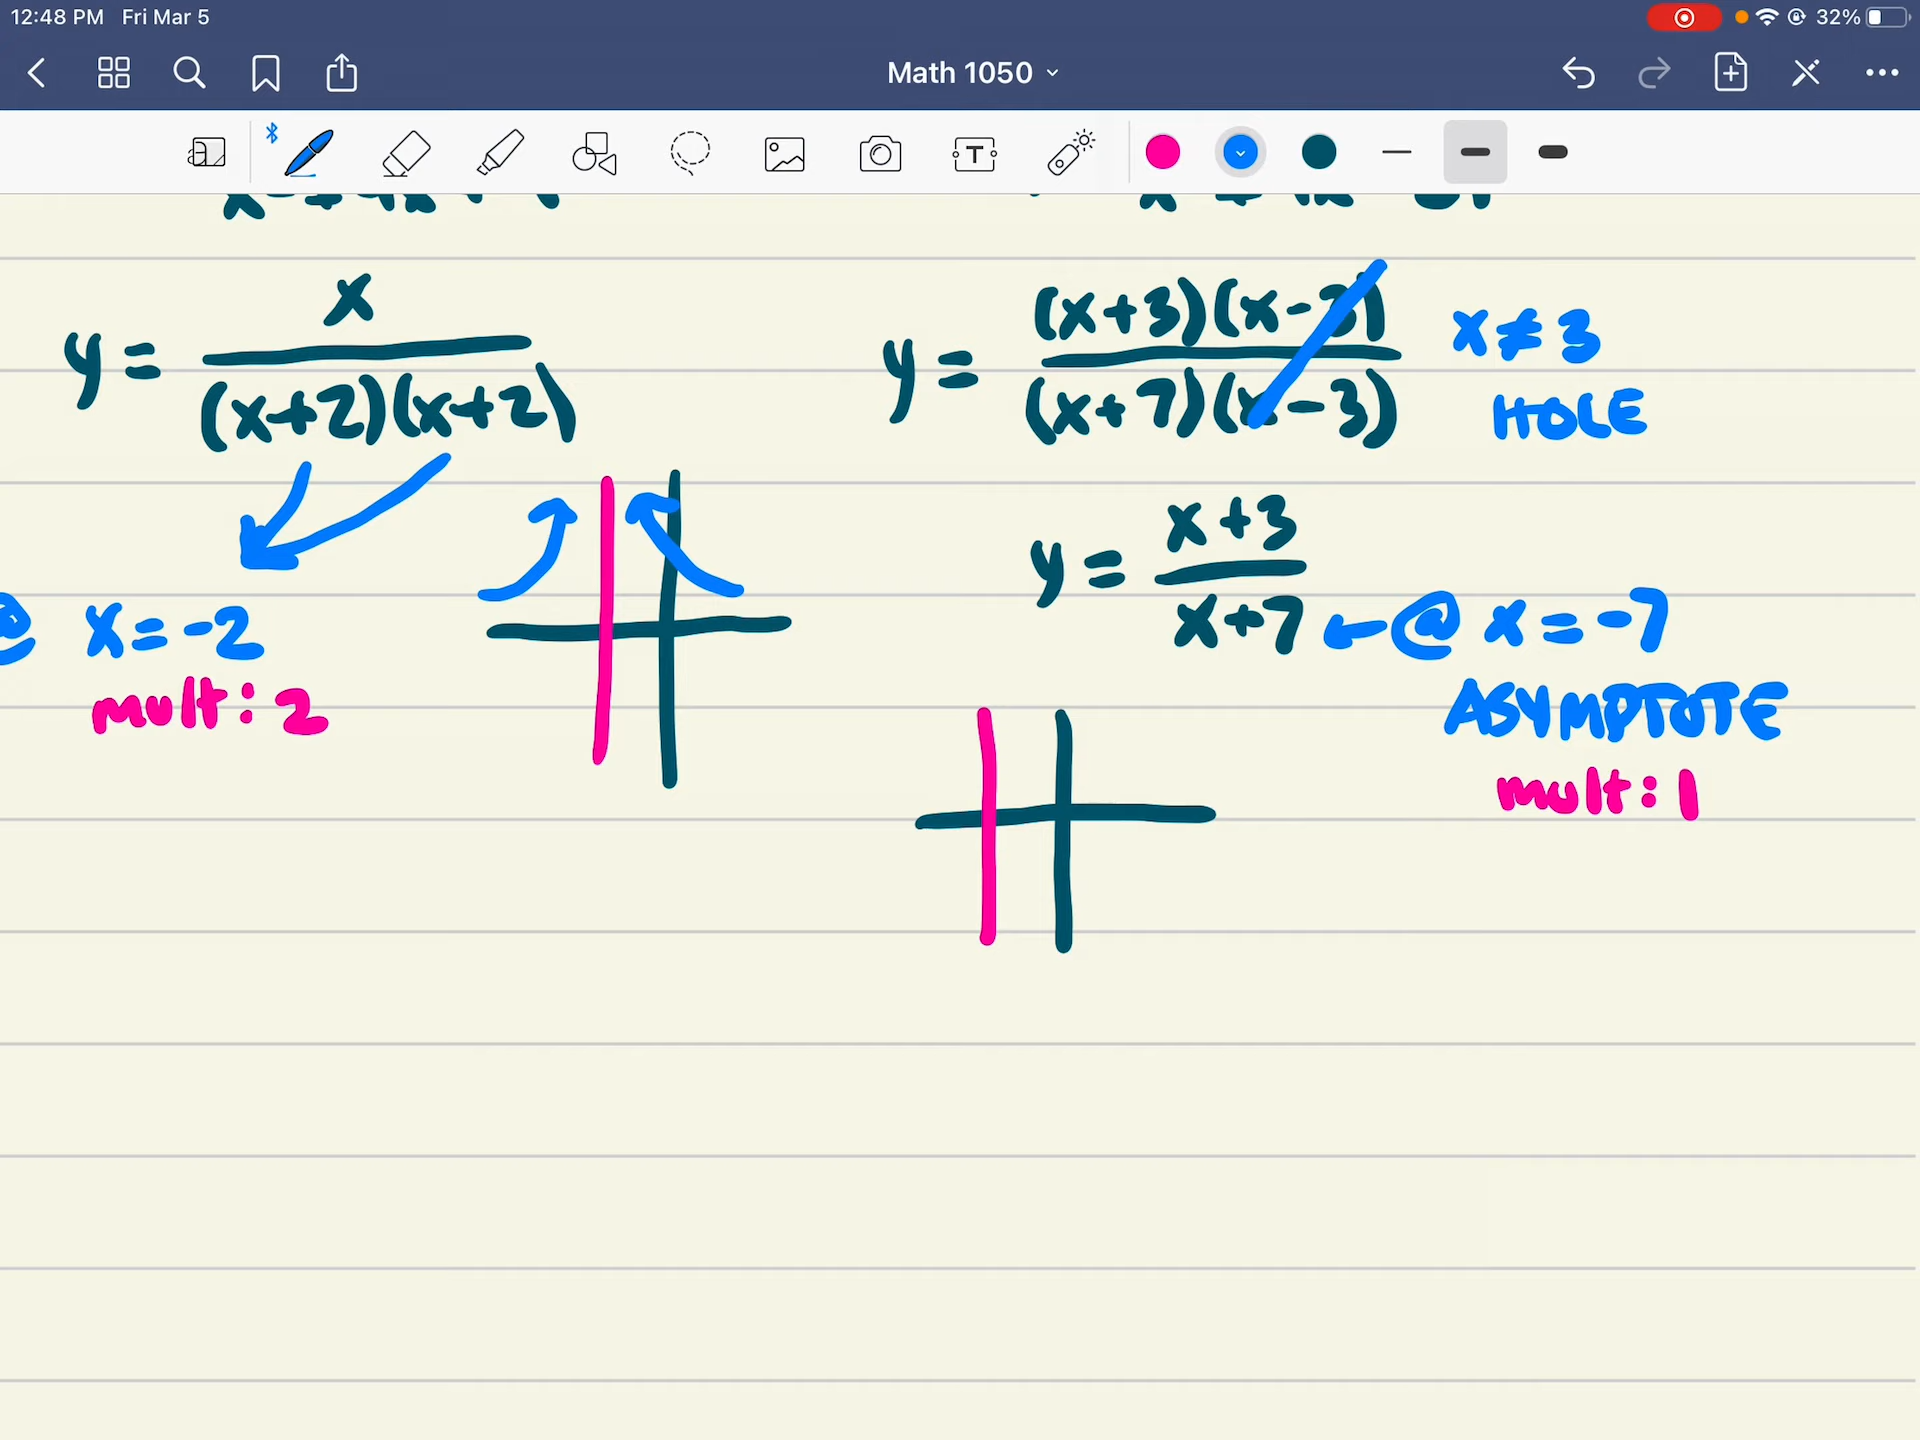 12:48 PM Fri Mar 5
32%
Math 1050
y = x / (x+2)(x+2)
@ x = -2
mult: 2
y = (x+3)(x-3) / (x+7)(x-3)
x ≠ 3
HOLE
y = x+3 / x+7 ← @ x = -7
ASYMPTOTE
mult: 1